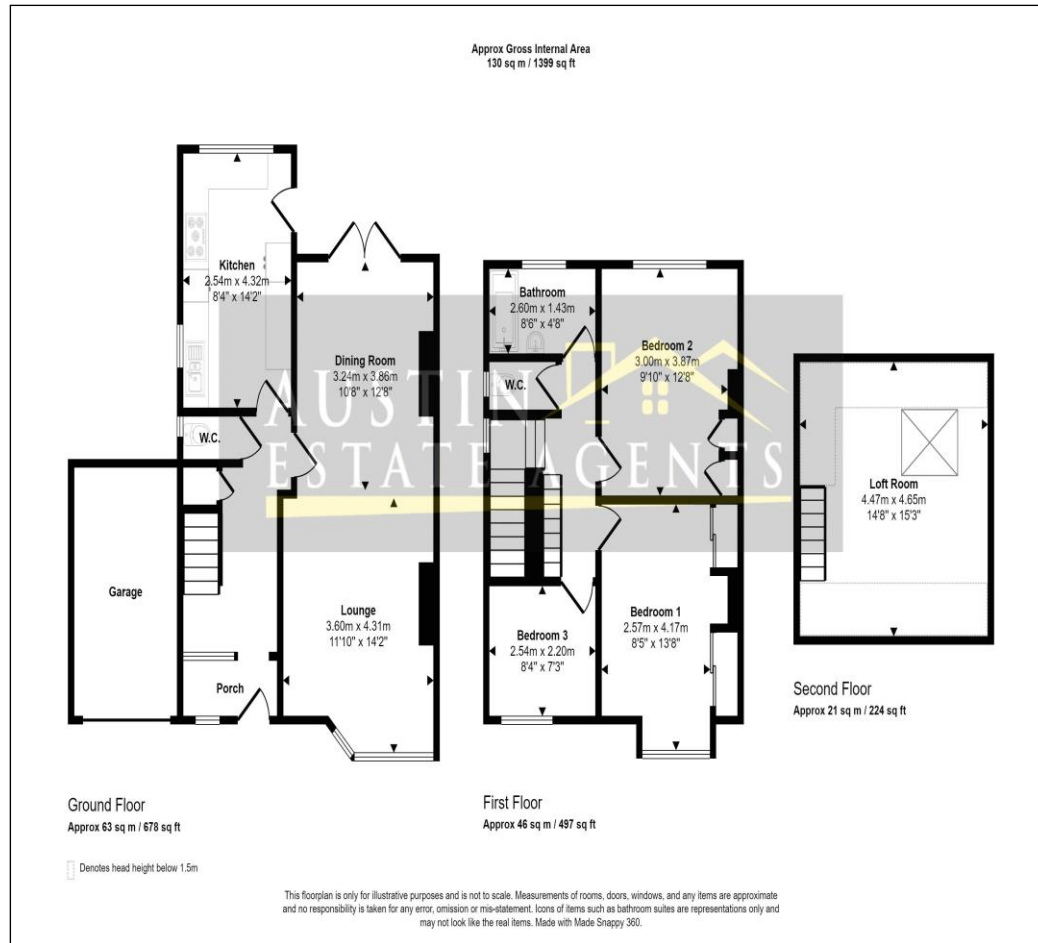 Approx Gross Internal Area
130 sq m / 1399 sq ft
Kitchen
2.54m x 4.32m
8'4" x 14'2"
Dining Room
3.24m x 3.86m
10'8" x 12'8"
W.C.
Garage
Lounge
3.60m x 4.31m
11'10" x 14'2"
Porch
Ground Floor
Approx 63 sq m / 678 sq ft
Denotes head height below 1.5m
Bathroom
2.60m x 1.43m
8'6" x 4'8"
Bedroom 2
3.00m x 3.87m
9'10" x 12'8"
W.C.
Bedroom 1
2.57m x 4.17m
8'5" x 13'8"
Bedroom 3
2.54m x 2.20m
8'4" x 7'3"
First Floor
Approx 46 sq m / 497 sq ft
Loft Room
4.47m x 4.65m
14'8" x 15'3"
Second Floor
Approx 21 sq m / 224 sq ft
AUSTIN
ESTATE AGENTS
This floorplan is only for illustrative purposes and is not to scale. Measurements of rooms, doors, windows, and any items are approximate
and no responsibility is taken for any error, omission or mis-statement. Icons of items such as bathroom suites are representations only and
may not look like the real items. Made with Made Snappy 360.